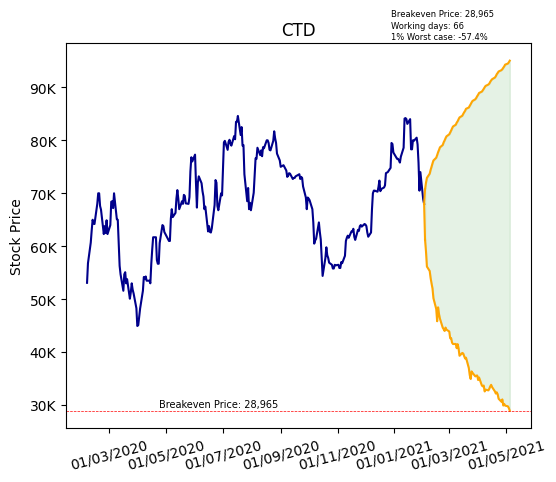 Breakeven Price: 28,965
Working days: 66
1% Worst case: -57.4%
CTD
Stock Price
90K
80K
70K
60K
50K
40K
30K
Breakeven Price: 28,965
01/03/2020
01/05/2020
01/07/2020
01/09/2020
01/11/2020
01/01/2021
01/03/2021
01/05/2021